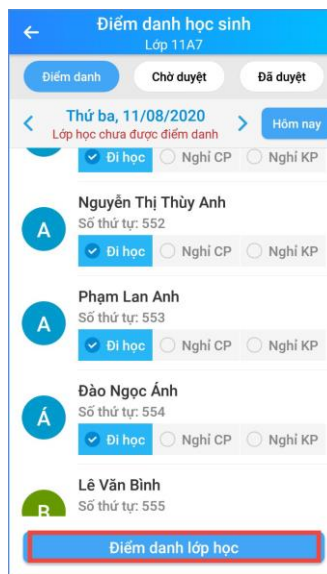 Điểm danh học sinh
Lớp 11A7
Điểm danh Chờ duyệt Đã duyệt
Thứ ba, 11/08/2020
Lớp học chưa được điểm danh
Hôm nay
Đi học Nghỉ CP Nghỉ KP
Nguyễn Thị Thùy Anh
A
Số thứ tự: 552
Đi học Nghỉ CP Nghỉ KP
Phạm Lan Anh
A
Số thứ tự: 553
Đi học Nghỉ CP Nghỉ KP
Đào Ngọc Ánh
Á
Số thứ tự: 554
Đi học Nghỉ CP Nghỉ KP
Lê Văn Bình
B
Số thứ tự: 555
Điểm danh lớp học